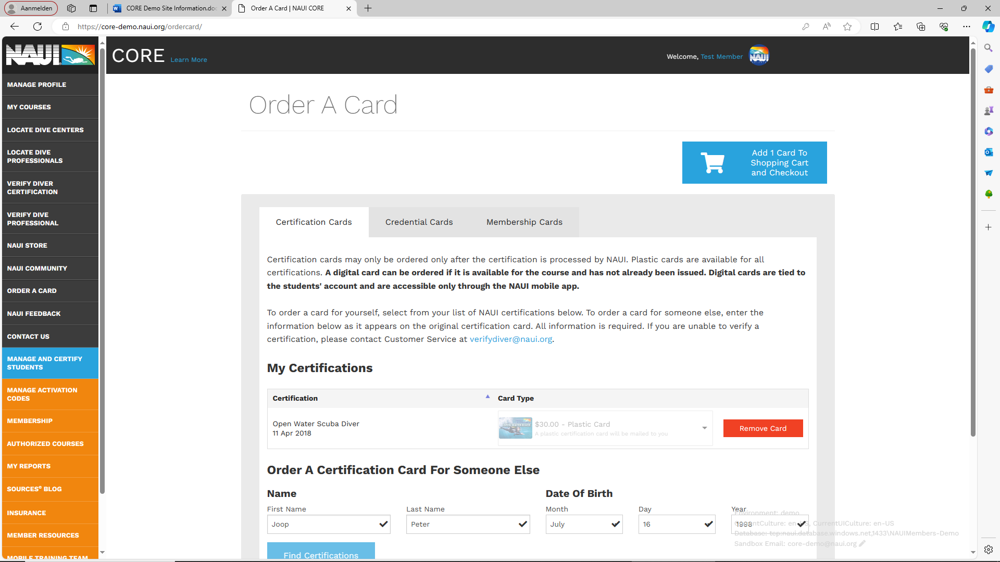 Aanmelden
CORE Demo Site Information.doc
Order A Card | NAUI CORE
https://core-demo.naui.org/ordercard/
NAUI
CORE Learn More
Welcome, Test Member
NAUI
MANAGE PROFILE
MY COURSES
LOCATE DIVE CENTERS
LOCATE DIVE
PROFESSIONALS
VERIFY DIVER
CERTIFICATION
VERIFY DIVE
PROFESSIONAL
NAUI STORE
NAUI COMMUNITY
ORDER A CARD
NAUI FEEDBACK
CONTACT US
MANAGE AND CERTIFY
STUDENTS
MANAGE ACTIVATION
CODES
MEMBERSHIP
AUTHORIZED COURSES
MY REPORTS
SOURCES® BLOG
INSURANCE
MEMBER RESOURCES
MOBILE TRAINING TEAM
Order A Card
Add 1 Card To
Shopping Cart
and Checkout
Certification Cards
Credential Cards
Membership Cards
Certification cards may only be ordered only after the certification is processed by NAUI. Plastic cards are available for all
certifications. A digital card can be ordered if it is available for the course and has not already been issued. Digital cards are tied to
the students' account and are accessible only through the NAUI mobile app.
To order a card for yourself, select from your list of NAUI certifications below. To order a card for someone else, enter the
information below as it appears on the original certification card. All information is required. If you are unable to verify a
certification, please contact Customer Service at verifydiver@naui.org.
My Certifications
Certification
Card Type
Open Water Scuba Diver
11 Apr 2018
OPEN WATER DIVER
$30.00 - Plastic Card
A plastic certification card will be mailed to you
Remove Card
Order A Certification Card For Someone Else
Name
Date Of Birth
First Name
Last Name
Month
Day
Year
Joop
Peter
July
16
1998
Find Certifications
Environment: demo
CurrentCulture: en-US, CurrentUICulture: en-US
Database: tcp:naui.database.windows.net,1433\NAUIMembers-Demo
Sandbox Email: core-demo@naui.org